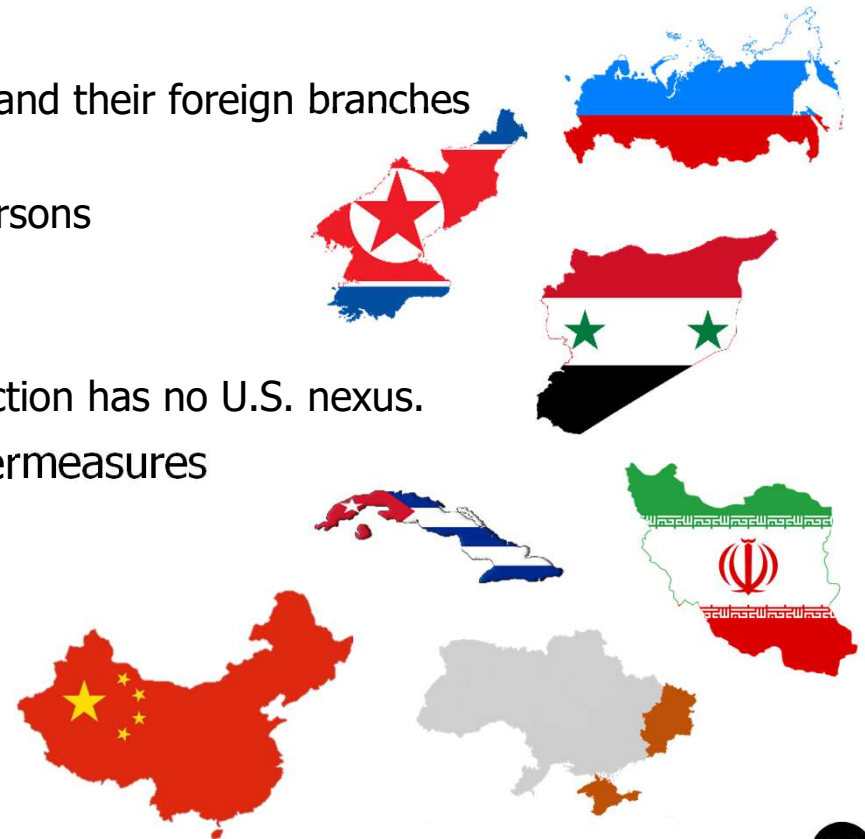 and their foreign branches
rsons
ction has no U.S. nexus.
ermeasures